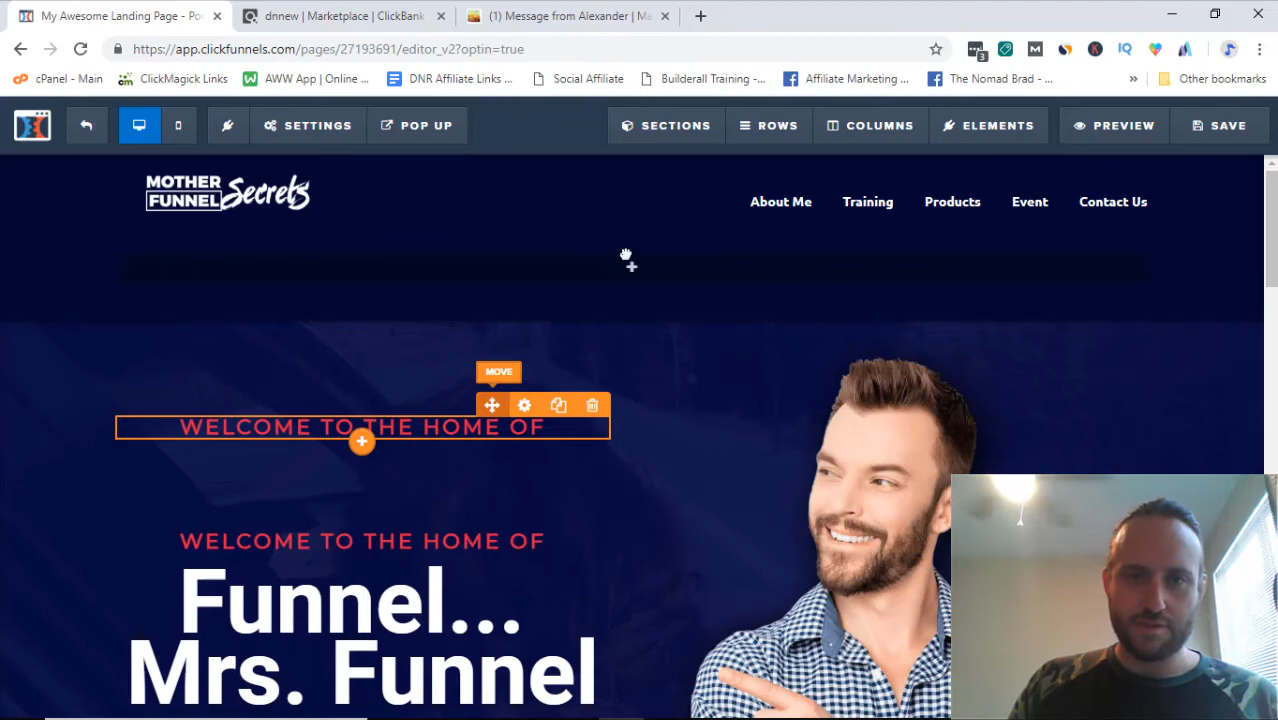 My Awesome Landing Page - Po
dnnew | Marketplace | ClickBank
(1) Message from Alexander | Ma
https://app.clickfunnels.com/pages/27193691/editor_v2?optin=true
3
M
K
IQ
cPanel - Main
ClickMagick Links
AWW App | Online ...
DNR Affiliate Links ...
Social Affiliate
Builderall Training -...
Affiliate Marketing ...
The Nomad Brad - ...
»
Other bookmarks
SETTINGS
POP UP
SECTIONS
ROWS
COLUMNS
ELEMENTS
PREVIEW
SAVE
MOTHER
FUNNEL Secrets
About Me
Training
Products
Event
Contact Us
MOVE
WELCOME TO THE HOME OF
WELCOME TO THE HOME OF
Funnel...
Mrs. Funnel